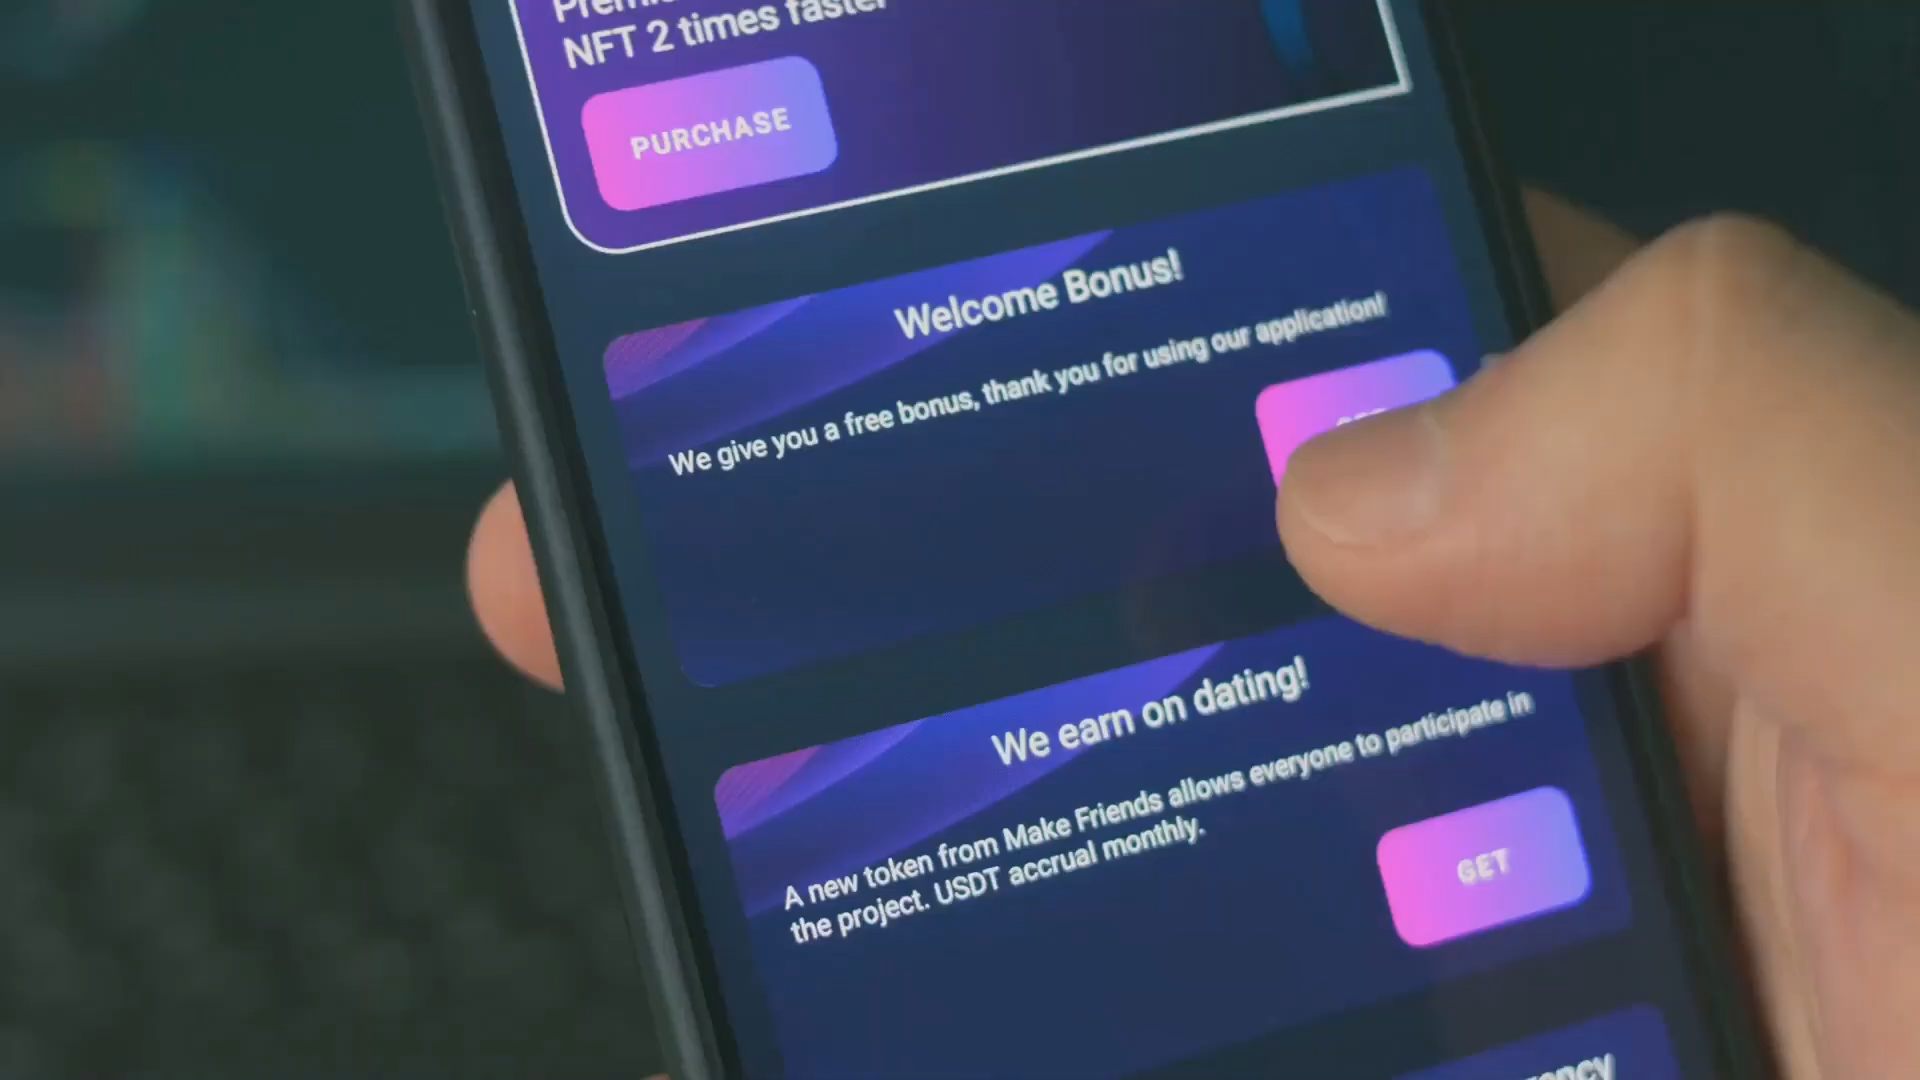 NFT 2 times faster
PURCHASE
Welcome Bonus!
We give you a free bonus, thank you for using our application!
We earn on dating!
A new token from Make Friends allows everyone to participate in
the project. USDT accrual monthly.
GET